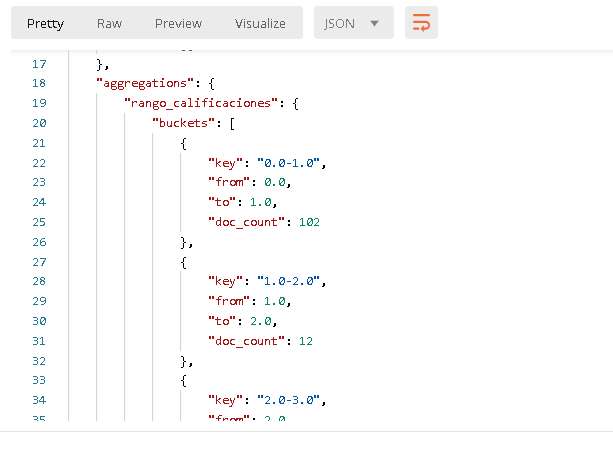 Pretty Raw Preview Visualize JSON
17 },
18 "aggregations": {
19 "rango_calificaciones": {
20 "buckets": [
21 {
22 "key": "0.0-1.0",
23 "from": 0.0,
24 "to": 1.0,
25 "doc_count": 102
26 },
27 {
28 "key": "1.0-2.0",
29 "from": 1.0,
30 "to": 2.0,
31 "doc_count": 12
32 },
33 {
34 "key": "2.0-3.0",
35 "from": 2.0